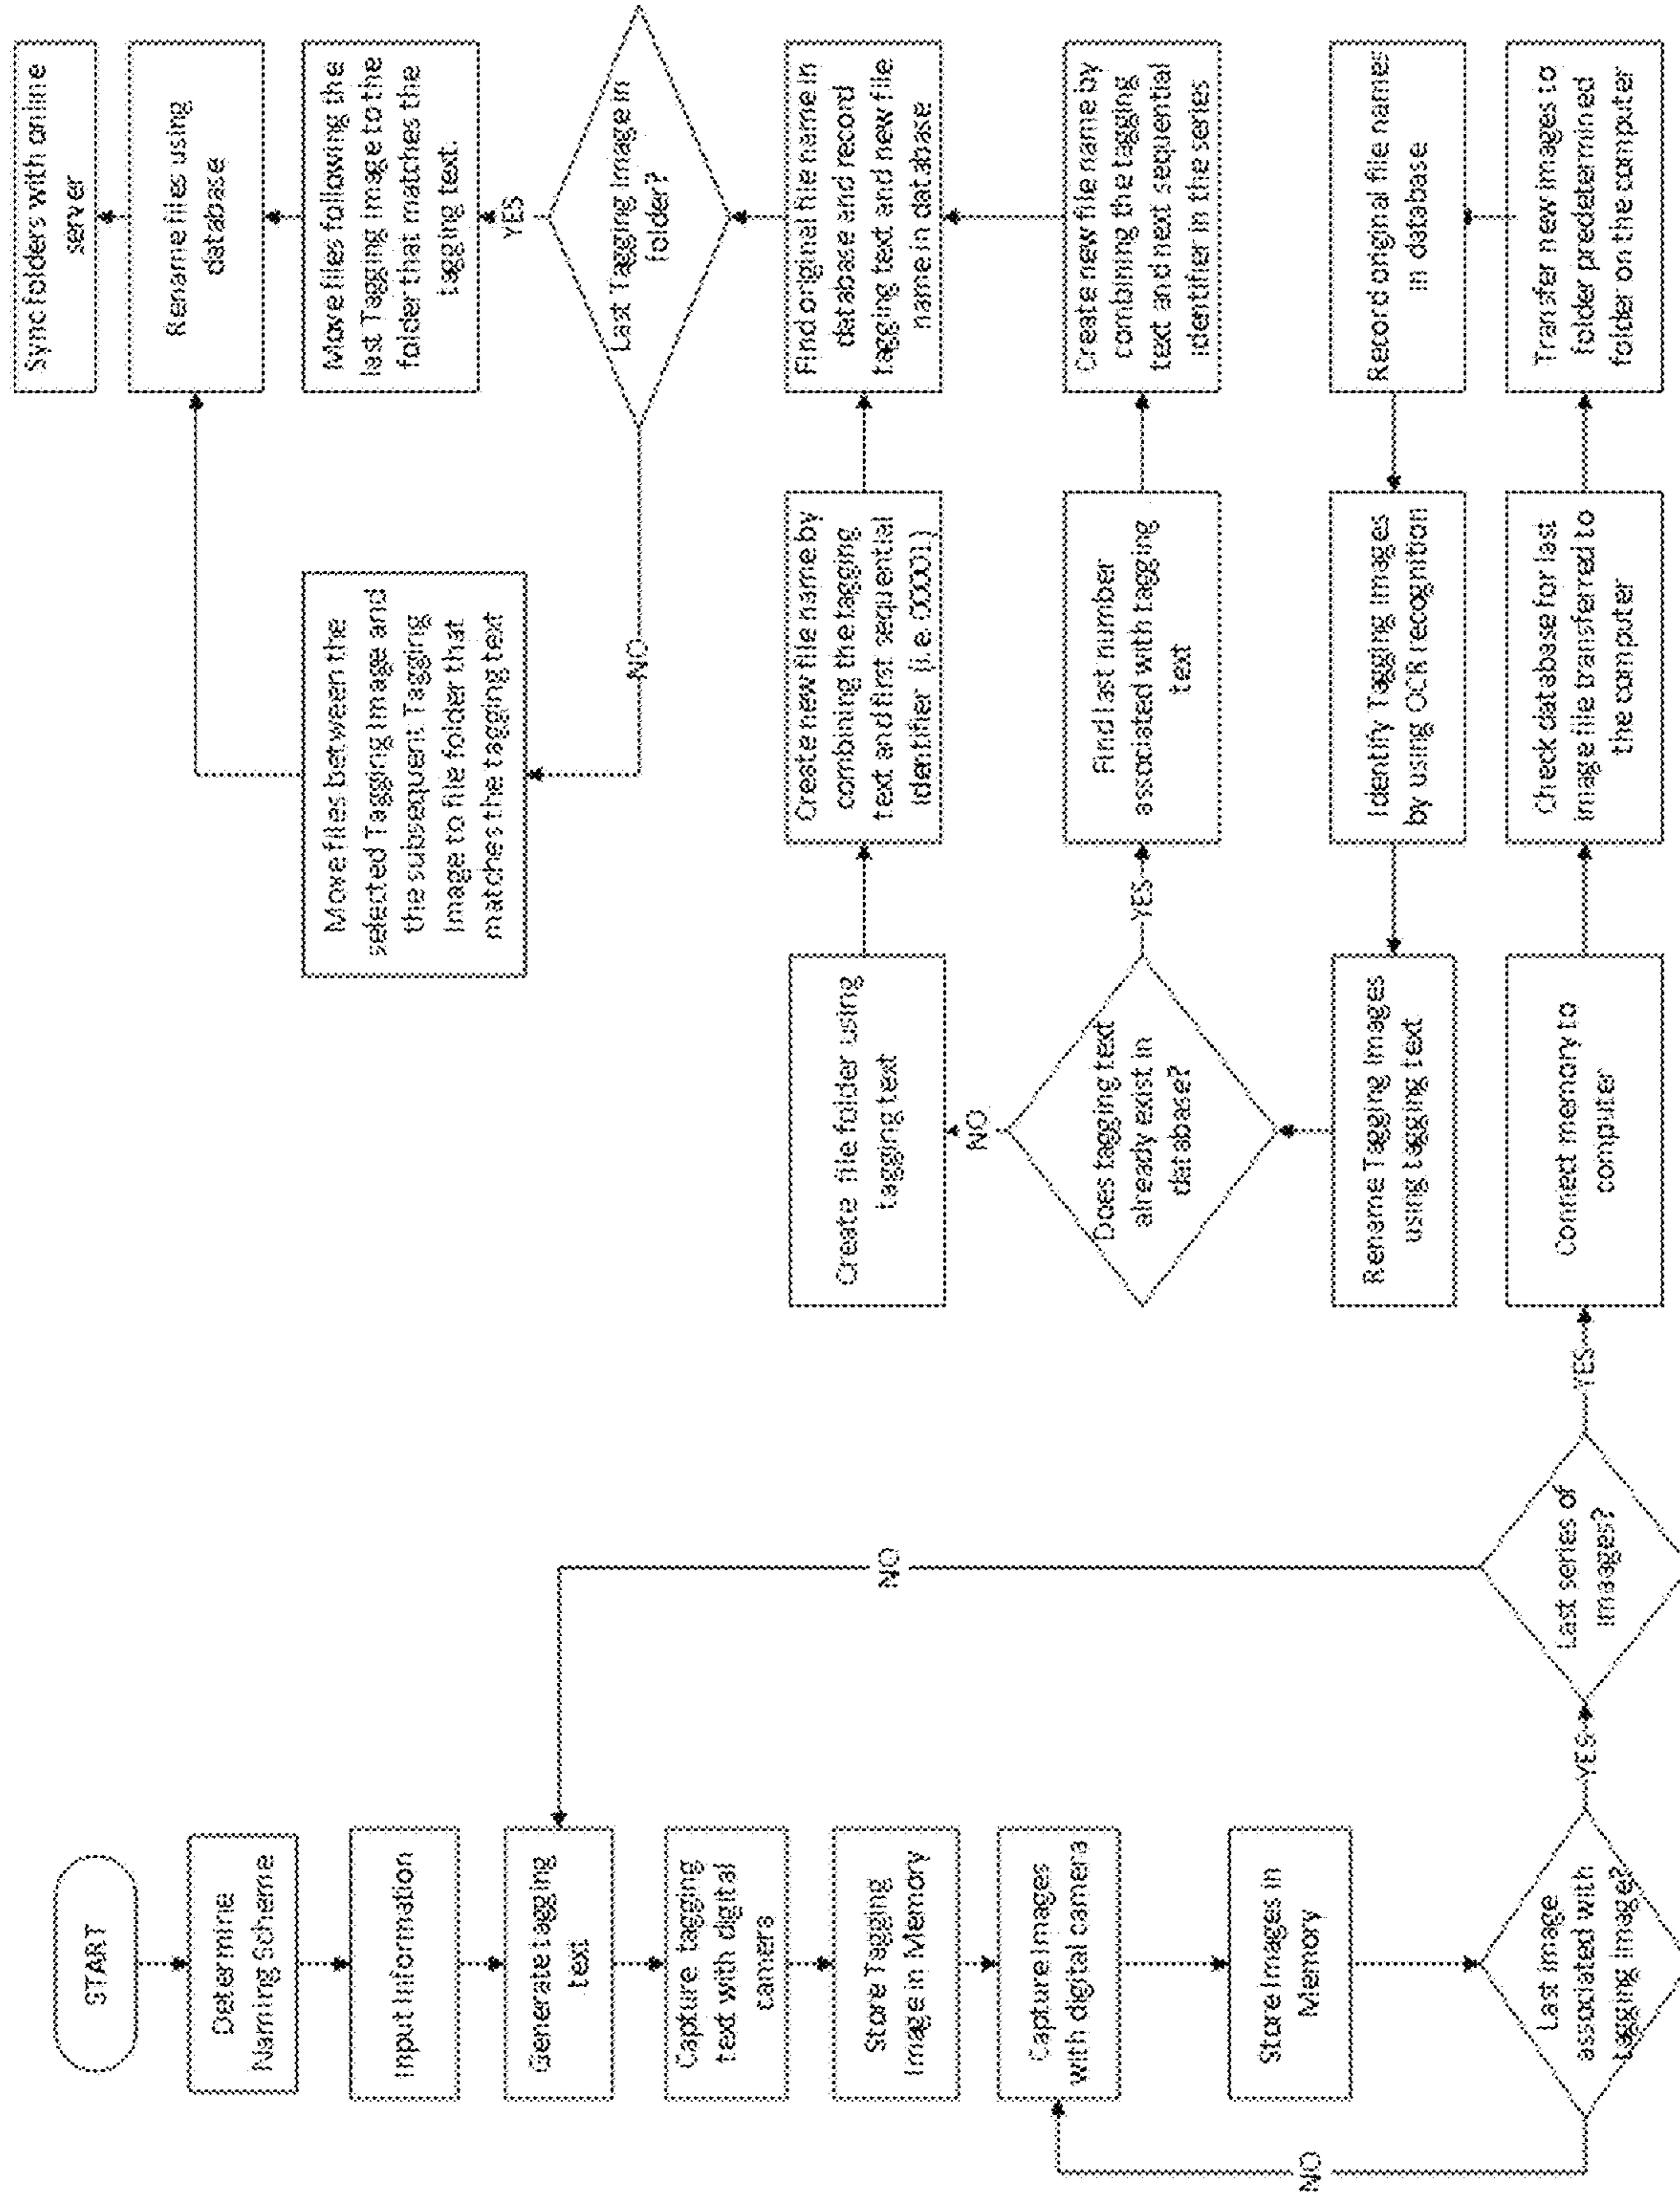 START
Determine
Naming Scheme
Input Information
Generate tagging
text
Capture tagging
text with digital
camera
Store Tagging
Image in Memory
Capture Images
with digital camera
Store Images in
Memory
Last image
associated with
tagging image?
NO
YES
Last series of
images?
NO
YES
Connect memory to
computer
Check database for last
image file transferred to
the computer
Transfer new images to
folder predetermined
folder on the computer
Record original file names
in database
Identify Tagging Images
by using OCR recognition
Rename Tagging Images
using tagging text
Does tagging text
already exist in
database?
NO
YES
Create file folder using
tagging text
Create new file name by
combining the tagging
text and first sequential
identifier (i.e. 00001)
Find last number
associated with tagging
text
Create new file name by
combining the tagging
text and next sequential
identifier in the series
Find original file name in
database and record
tagging text and new file
name in database
Last Tagging Image in
folder?
NO
YES
Move files between the
selected Tagging Image and
the subsequent Tagging
Image to file folder that
matches the tagging text
Move files following the
last Tagging Image to the
folder that matches the
tagging text.
Rename files using
database
Sync folders with online
server